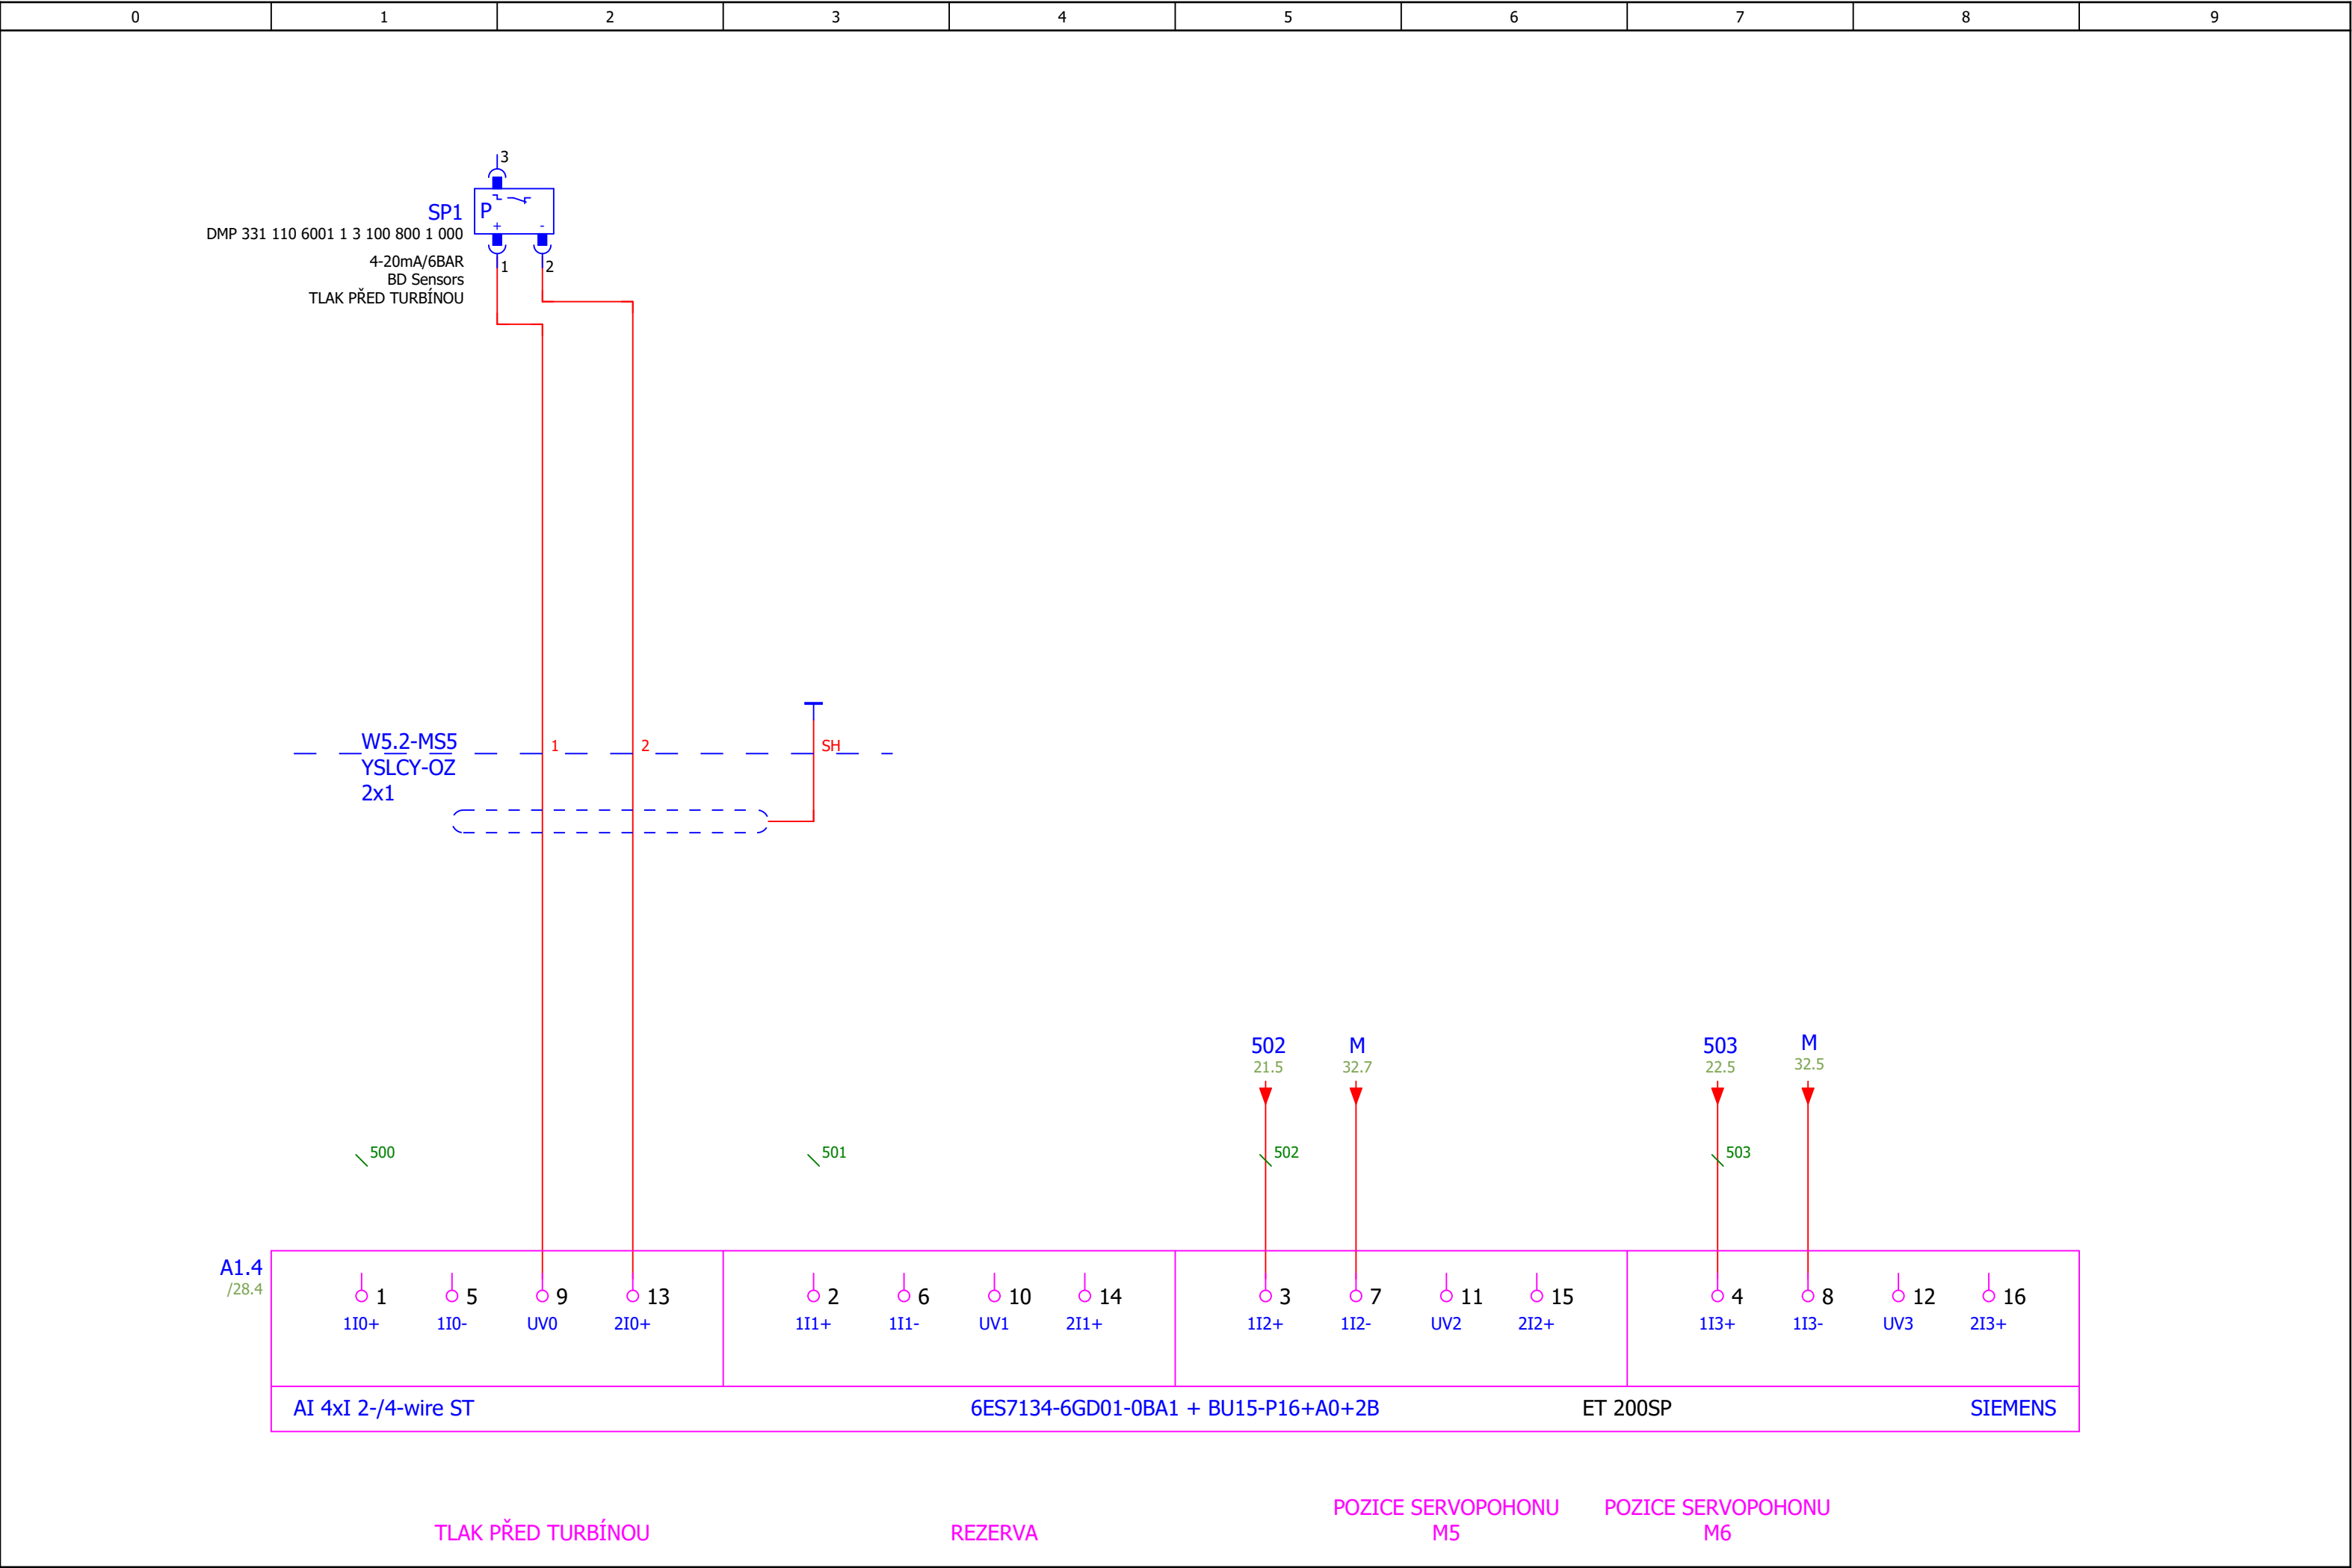 0 1 2 3 4 5 6 7 8 9
3
SP1
P
+ -
DMP 331 110 6001 1 3 100 800 1 000
4-20mA/6BAR
BD Sensors
TLAK PŘED TURBÍNOU
1 2
W5.2-MS5
YSLCY-OZ
2x1
1 2 SH
502 M 503 M
21.5 32.7 22.5 32.5
500 501 502 503
A1.4
/28.4
1 5 9 13 2 6 10 14 3 7 11 15 4 8 12 16
1I0+ 1I0- UV0 2I0+ 1I1+ 1I1- UV1 2I1+ 1I2+ 1I2- UV2 2I2+ 1I3+ 1I3- UV3 2I3+
AI 4xI 2-/4-wire ST 6ES7134-6GD01-0BA1 + BU15-P16+A0+2B ET 200SP SIEMENS
TLAK PŘED TURBÍNOU
REZERVA
POZICE SERVOPOHONU
M5
POZICE SERVOPOHONU
M6